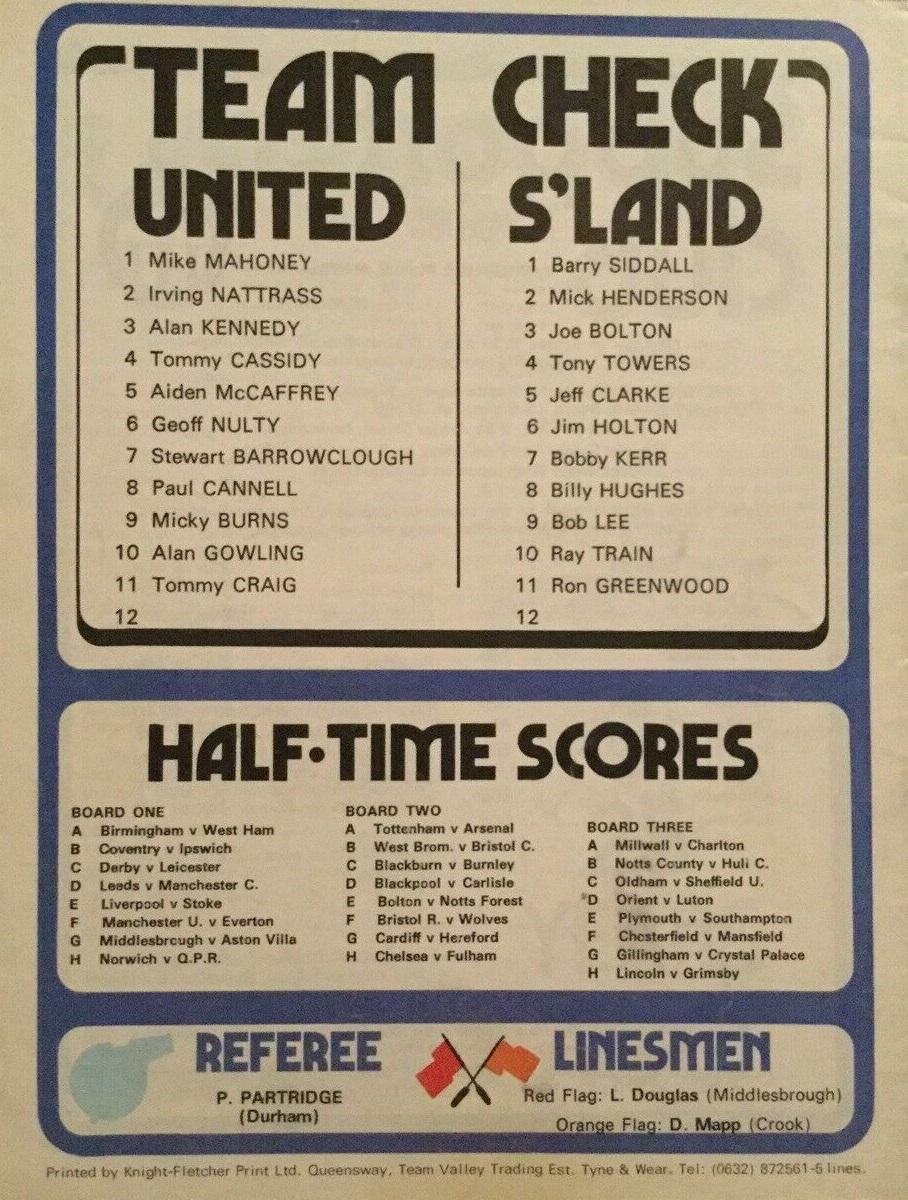 TEAM CHECK
UNITED
1 Mike MAHONEY
2 Irving NATTRASS
3 Alan KENNEDY
4 Tommy CASSIDY
5 Aiden McCAFFREY
6 Geoff NULTY
7 Stewart BARROWCLOUGH
8 Paul CANNELL
9 Micky BURNS
10 Alan GOWLING
11 Tommy CRAIG
12
S'LAND
1 Barry SIDDALL
2 Mick HENDERSON
3 Joe BOLTON
4 Tony TOWERS
5 Jeff CLARKE
6 Jim HOLTON
7 Bobby KERR
8 Billy HUGHES
9 Bob LEE
10 Ray TRAIN
11 Ron GREENWOOD
12
HALF·TIME SCORES
BOARD ONE
A Birmingham v West Ham
B Coventry v Ipswich
C Derby v Leicester
D Leeds v Manchester C.
E Liverpool v Stoke
F Manchester U. v Everton
G Middlesbrough v Aston Villa
H Norwich v Q.P.R.
BOARD TWO
A Tottenham v Arsenal
B West Brom. v Bristol C.
C Blackburn v Burnley
D Blackpool v Carlisle
E Bolton v Notts Forest
F Bristol R. v Wolves
G Cardiff v Hereford
H Chelsea v Fulham
BOARD THREE
A Millwall v Charlton
B Notts County v Hull C.
C Oldham v Sheffield U.
D Orient v Luton
E Plymouth v Southampton
F Chesterfield v Mansfield
G Gillingham v Crystal Palace
H Lincoln v Grimsby
REFEREE
P. PARTRIDGE
(Durham)
LINESMEN
Red Flag: L. Douglas (Middlesbrough)
Orange Flag: D. Mapp (Crook)
Printed by Knight-Fletcher Print Ltd. Queensway, Team Valley Trading Est. Tyne & Wear. Tel: (0632) 872561-5 lines.